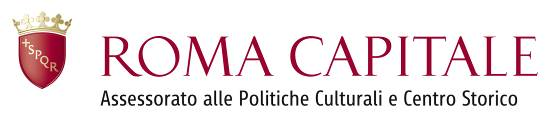 +SPQR
ROMA CAPITALE
Assessorato alle Politiche Culturali e Centro Storico